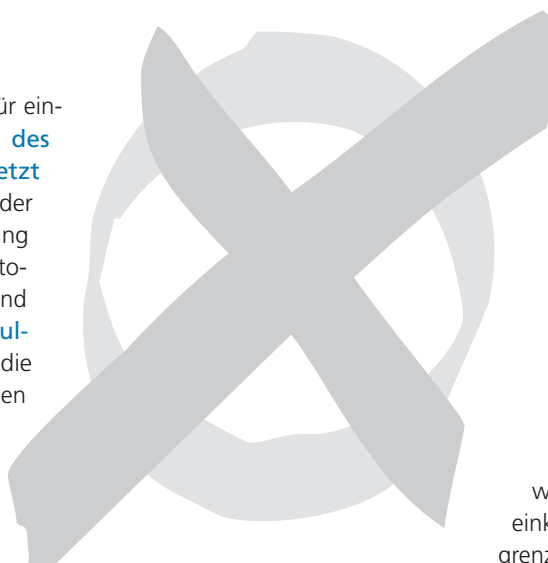 ür ein-
des
etzt
der
ng
to-
nd
ul-
die
en
w
eink
grenz